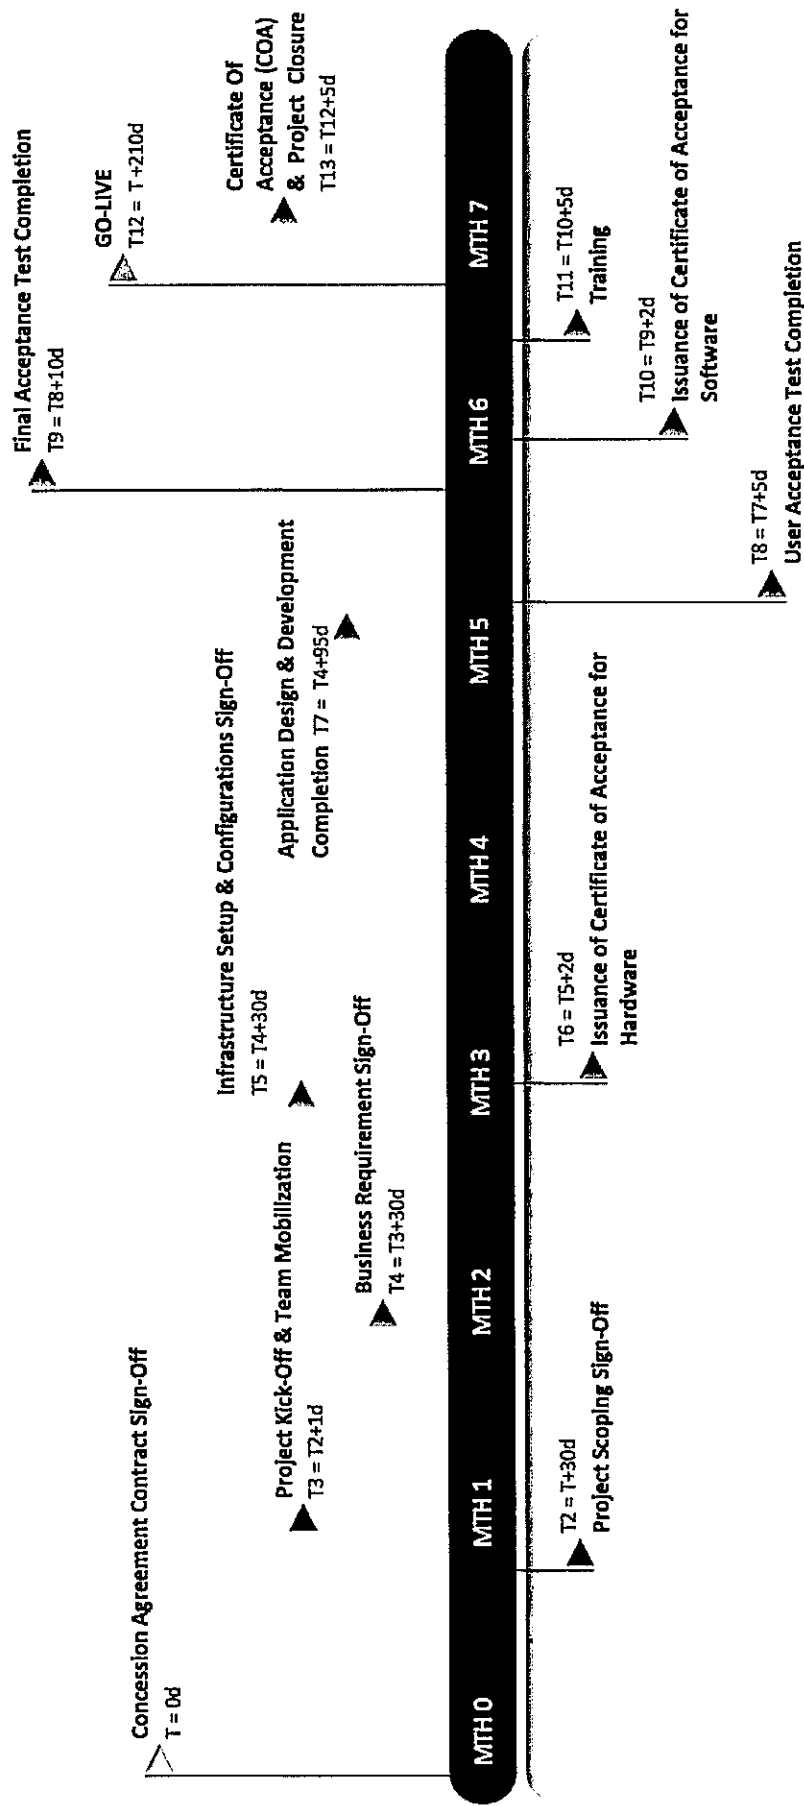 Concession Agreement Contract Sign-Off
T = 0d
Project Kick-Off & Team Mobilization
T3 = T2+1d
Business Requirement Sign-Off
T4 = T3+30d
Infrastructure Setup & Configurations Sign-Off
T5 = T4+30d
Application Design & Development
Completion T7 = T4+95d
Final Acceptance Test Completion
T9 = T8+10d
GO-LIVE
T12 = T +210d
Certificate Of
Acceptance (COA)
& Project Closure
T13 = T12+5d
MTH 0
MTH 1
MTH 2
MTH 3
MTH 4
MTH 5
MTH 6
MTH 7
T2 = T+30d
Project Scoping Sign-Off
T6 = T5+2d
Issuance of Certificate of Acceptance for
Hardware
T8 = T7+5d
User Acceptance Test Completion
T10 = T9+2d
Issuance of Certificate of Acceptance for
Software
T11 = T10+5d
Training